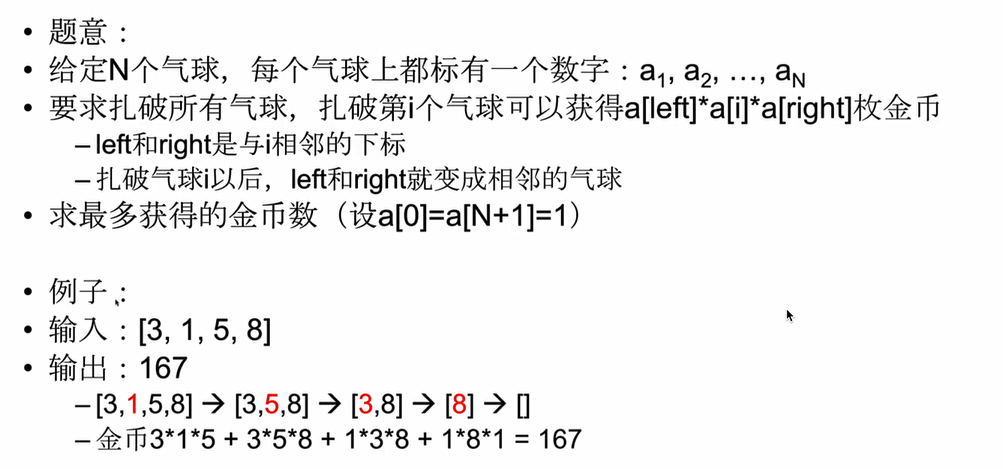 • 题意：
• 给定N个气球，每个气球上都标有一个数字：a₁, a₂, …, aN
• 要求扎破所有气球，扎破第i个气球可以获得a[left]*a[i]*a[right]枚金币
– left和right是与i相邻的下标
– 扎破气球i以后，left和right就变成相邻的气球
• 求最多获得的金币数（设a[0]=a[N+1]=1）
• 例子：
• 输入：[3, 1, 5, 8]
• 输出：167
– [3,1,5,8] → [3,5,8] → [3,8] → [8] → []
– 金币3*1*5 + 3*5*8 + 1*3*8 + 1*8*1 = 167